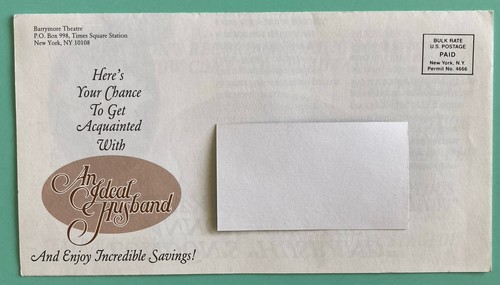 Barrymore Theatre
P.O. Box 998, Times Square Station
New York, NY 10108
BULK RATE
U.S. POSTAGE
PAID
New York, N.Y.
Permit No. 4666
Here's
Your Chance
To Get
Acquainted
With
An
Ideal
Husband
And Enjoy Incredible Savings!